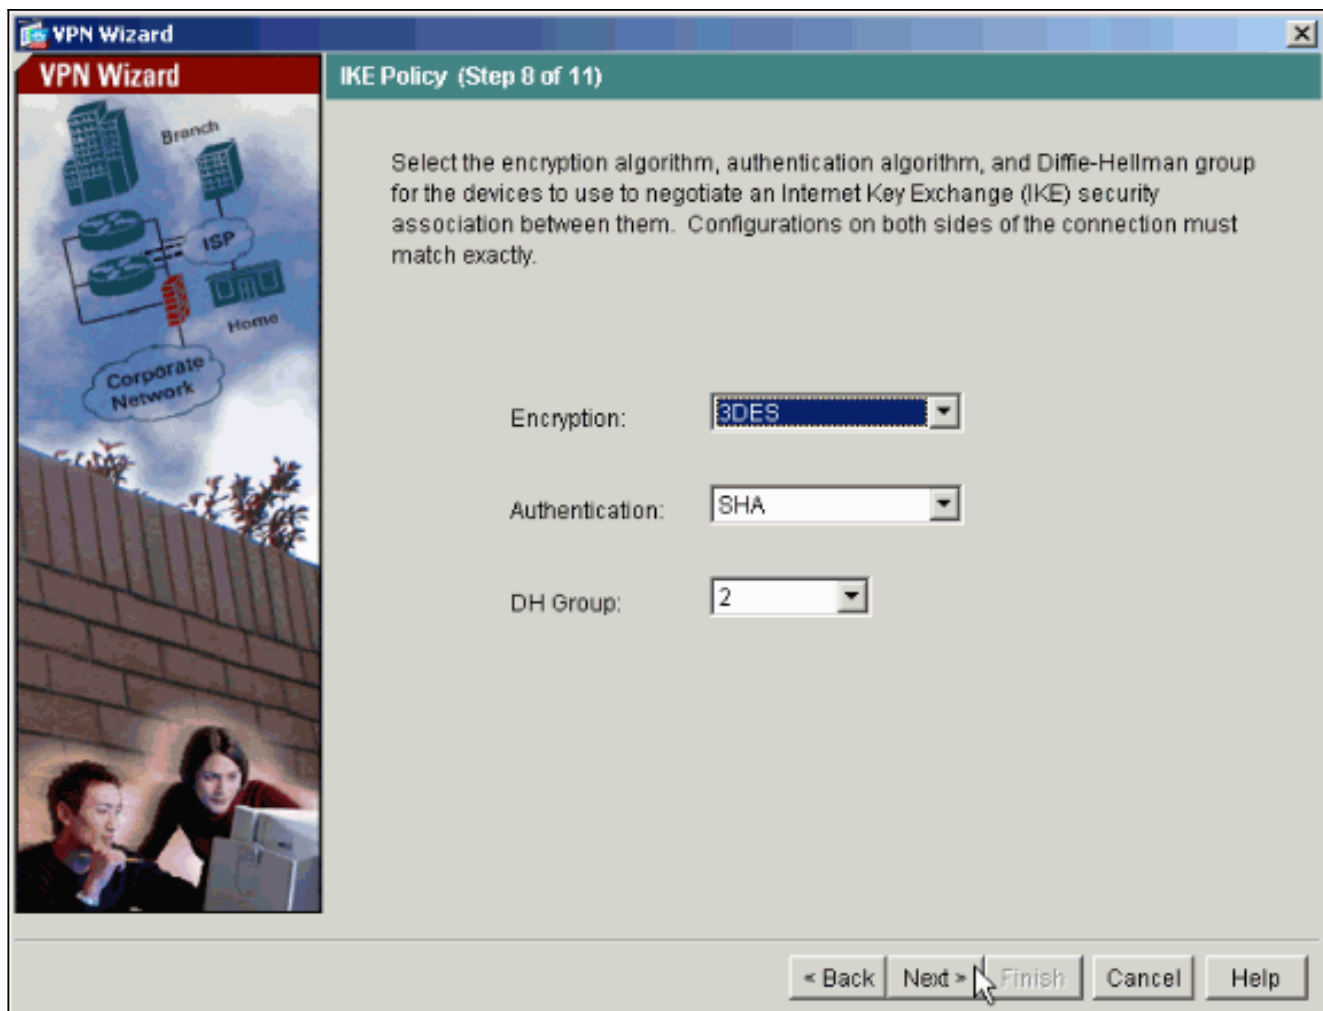 VPN Wizard
VPN Wizard
IKE Policy (Step 8 of 11)
Branch
ISP
Home
Corporate
Network
Select the encryption algorithm, authentication algorithm, and Diffie-Hellman group
for the devices to use to negotiate an Internet Key Exchange (IKE) security
association between them. Configurations on both sides of the connection must
match exactly.
Encryption: 3DES
Authentication: SHA
DH Group: 2
< Back Next > Finish Cancel Help